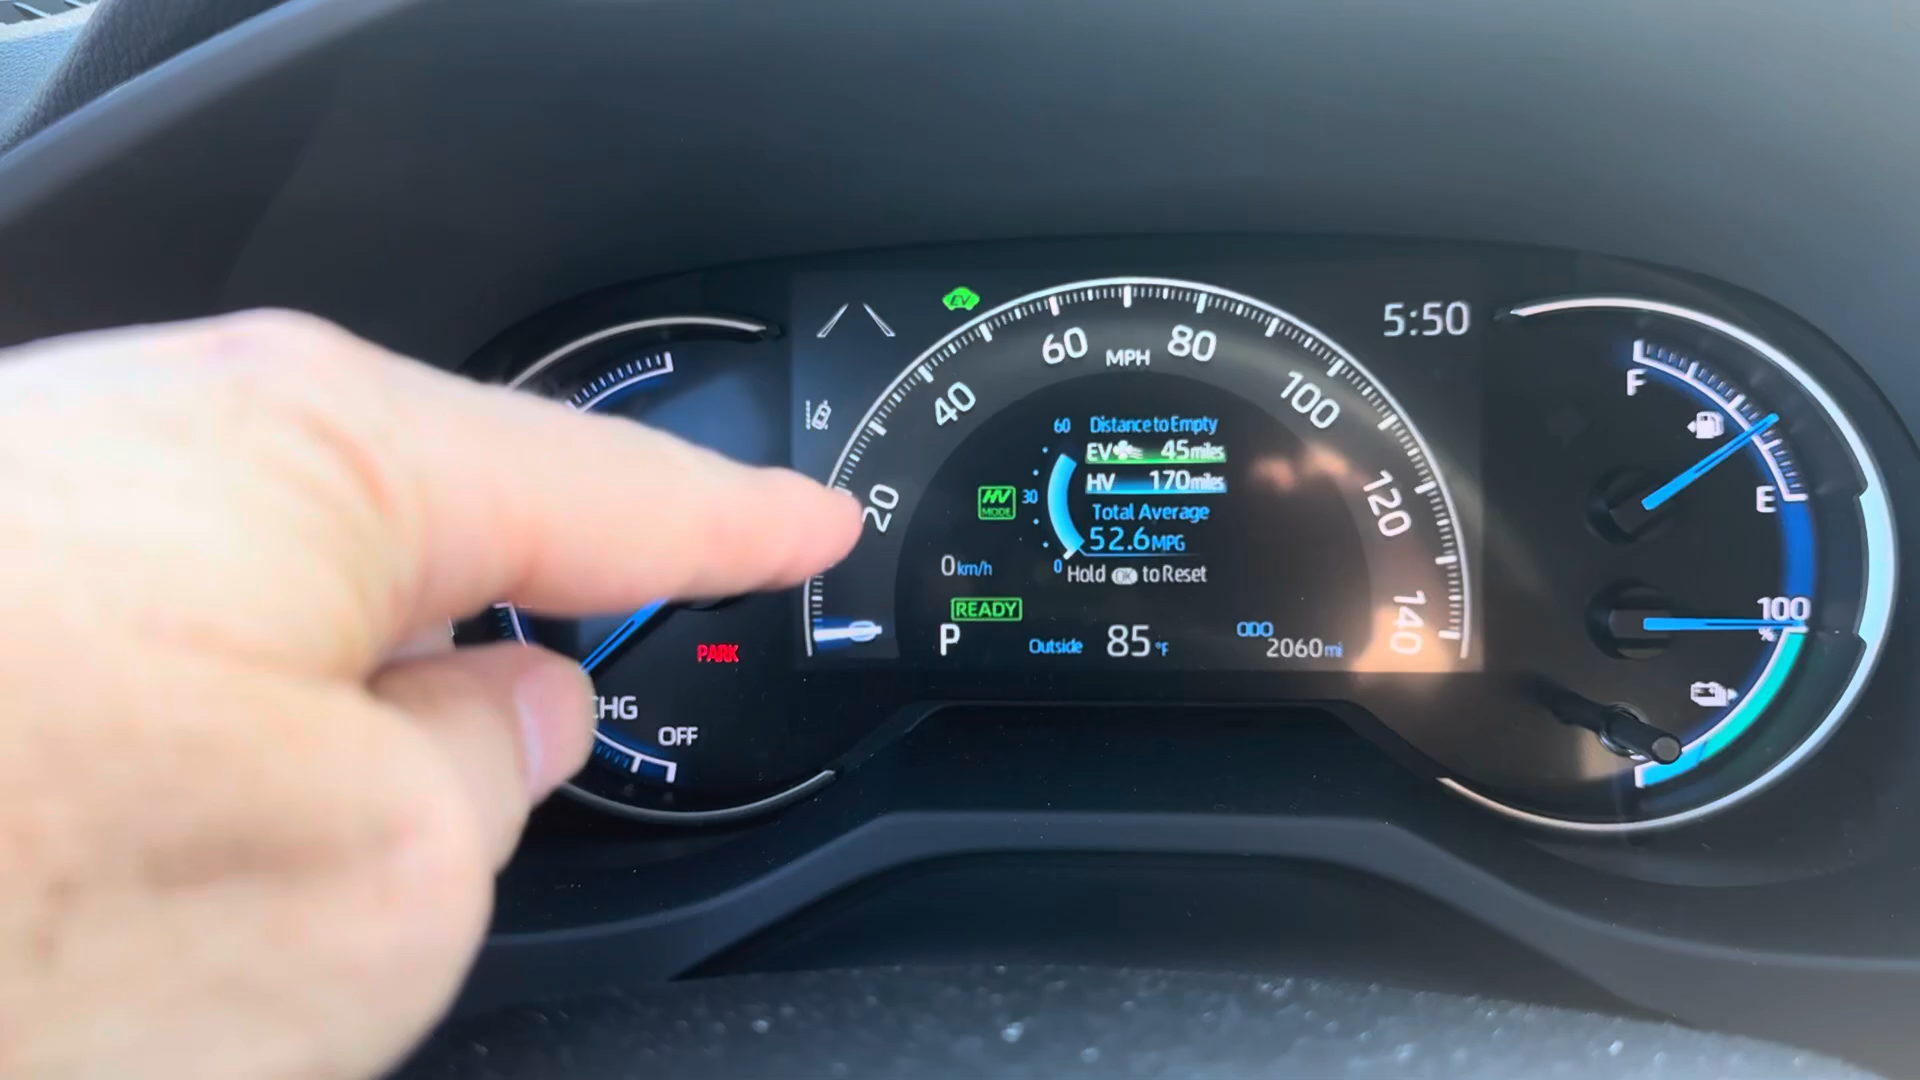 EV
5:50
60
MPH
80
40
100
20
120
140
60
Distance to Empty
EV 45 miles
HV
MODE
30
HV 170 miles
Total Average
52.6 MPG
0 km/h
0
Hold OK to Reset
READY
P
Outside 85 °F
ODO
2060 mi
PARK
CHG
OFF
F
E
100
%